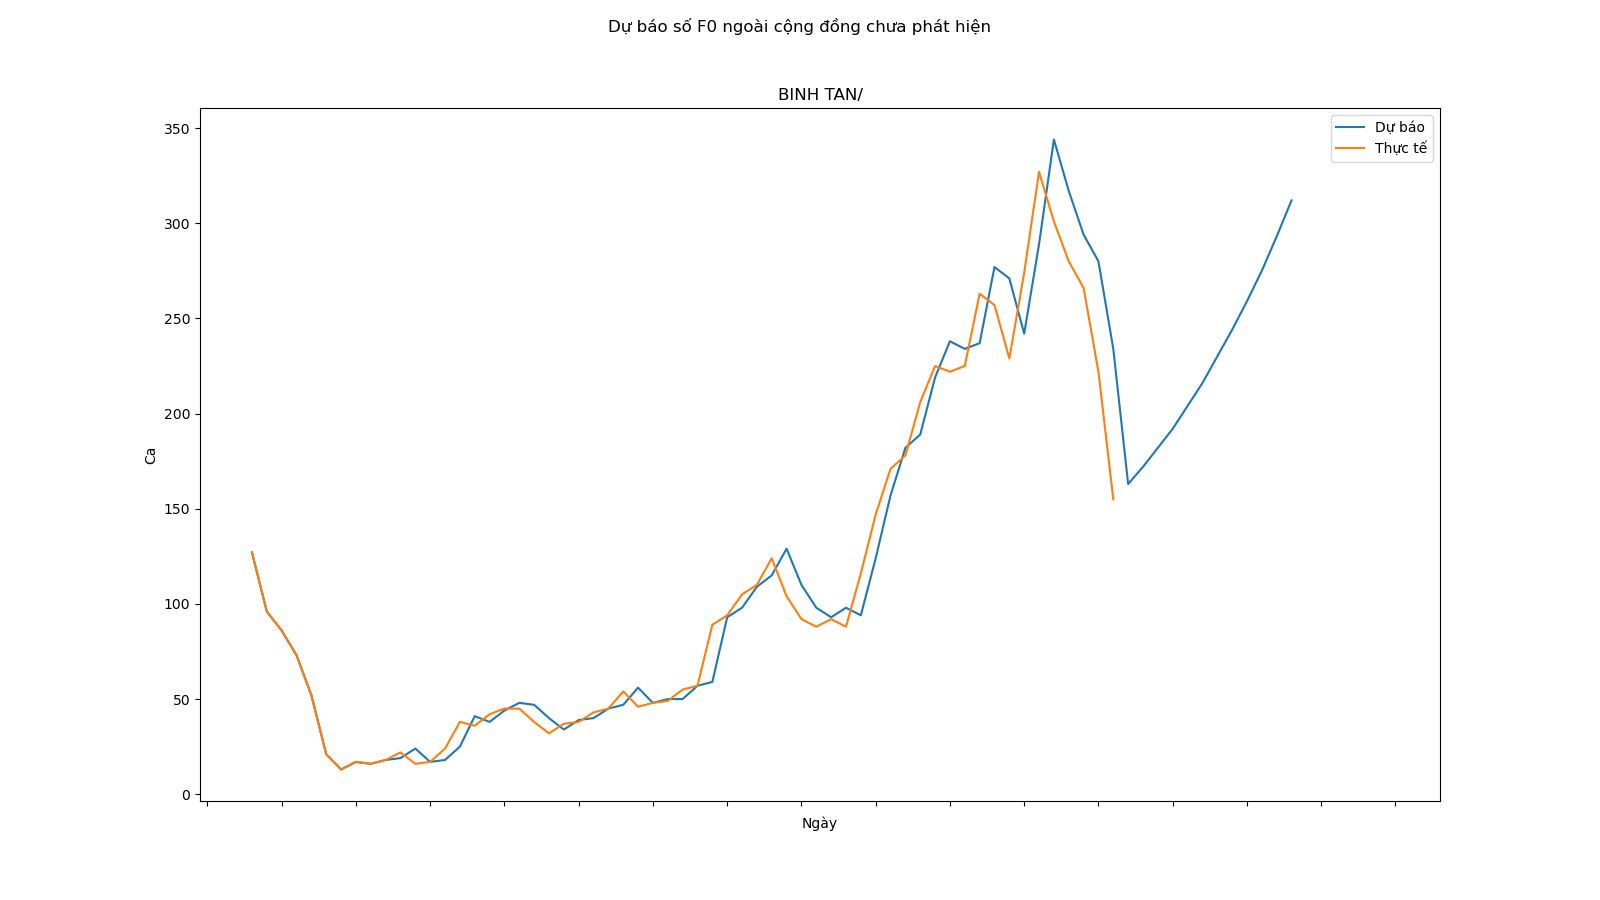 Dự báo số F0 ngoài cộng đồng chưa phát hiện
BINH TAN/
Dự báo
Thực tế
350
300
250
200
150
100
50
0
Ca
Ngày